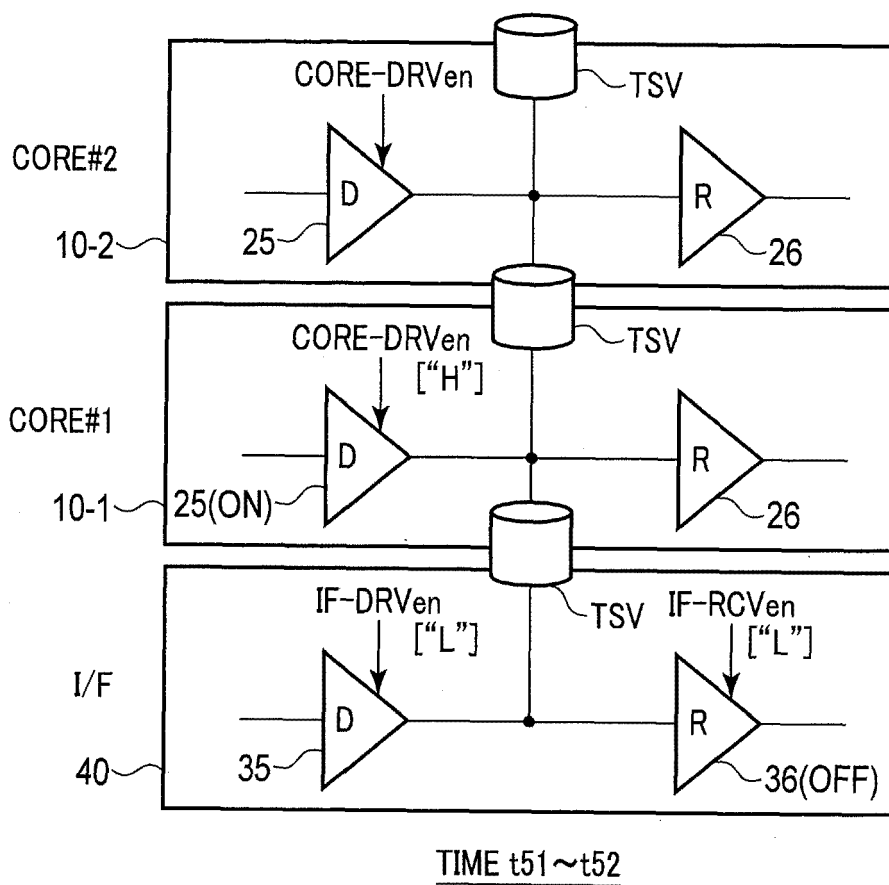 CORE-DRVen
TSV
CORE#2
D
R
25
26
10-2
CORE-DRVen
["H"]
TSV
CORE#1
D
R
10-1
25(ON)
26
IF-DRVen
["L"]
TSV
IF-RCVen
["L"]
I/F
D
R
40
35
36(OFF)
TIME t51~t52